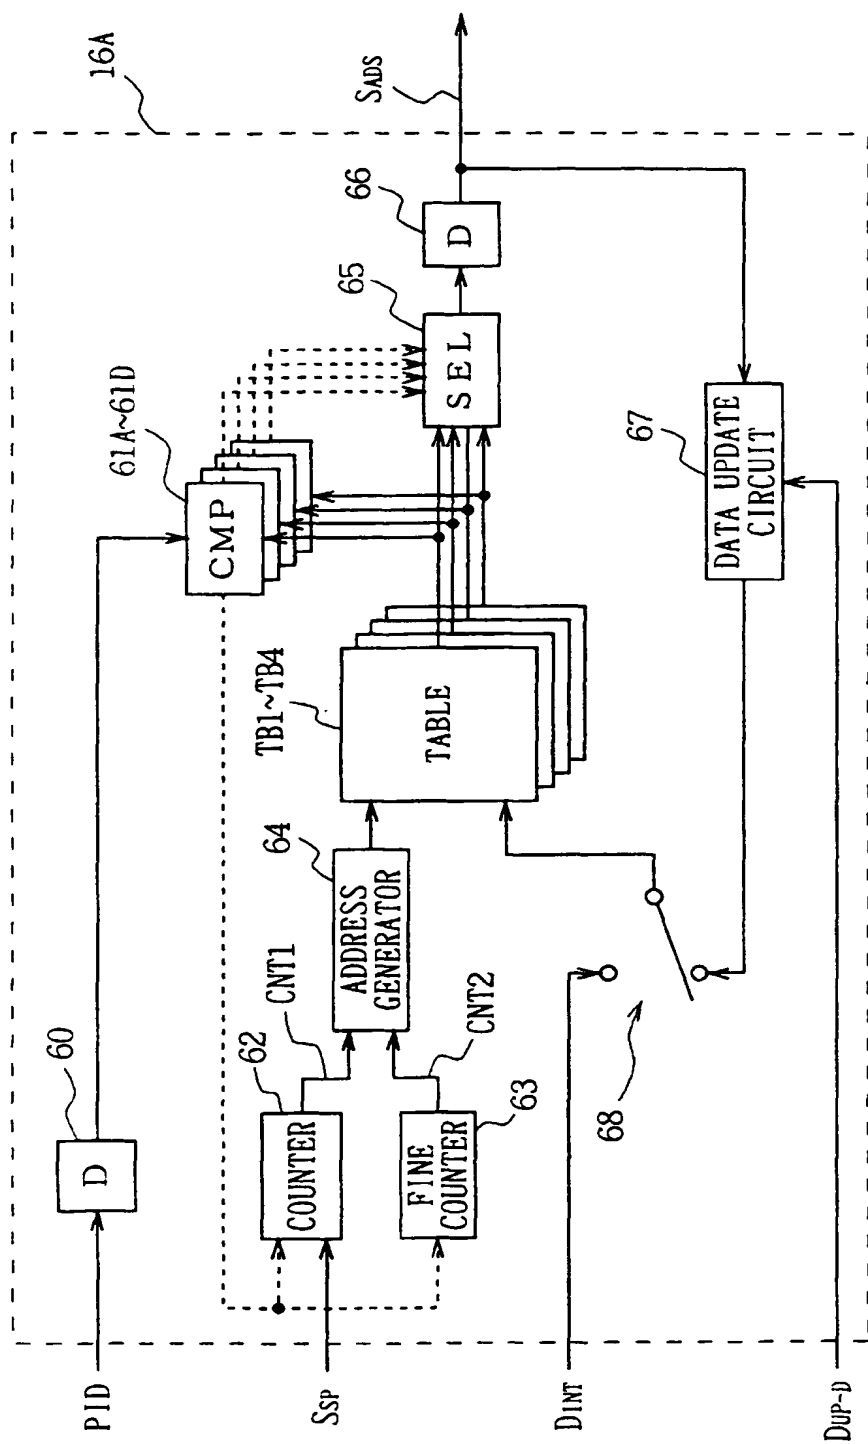 16A
PID
60
D
61A~61D
CMP
65
SEL
66
D
SADS
SSP
62
COUNTER
CNT1
64
ADDRESS
GENERATOR
TB1~TB4
TABLE
FINE
COUNTER
63
CNT2
DINT
68
67
DATA UPDATE
CIRCUIT
DUP-D